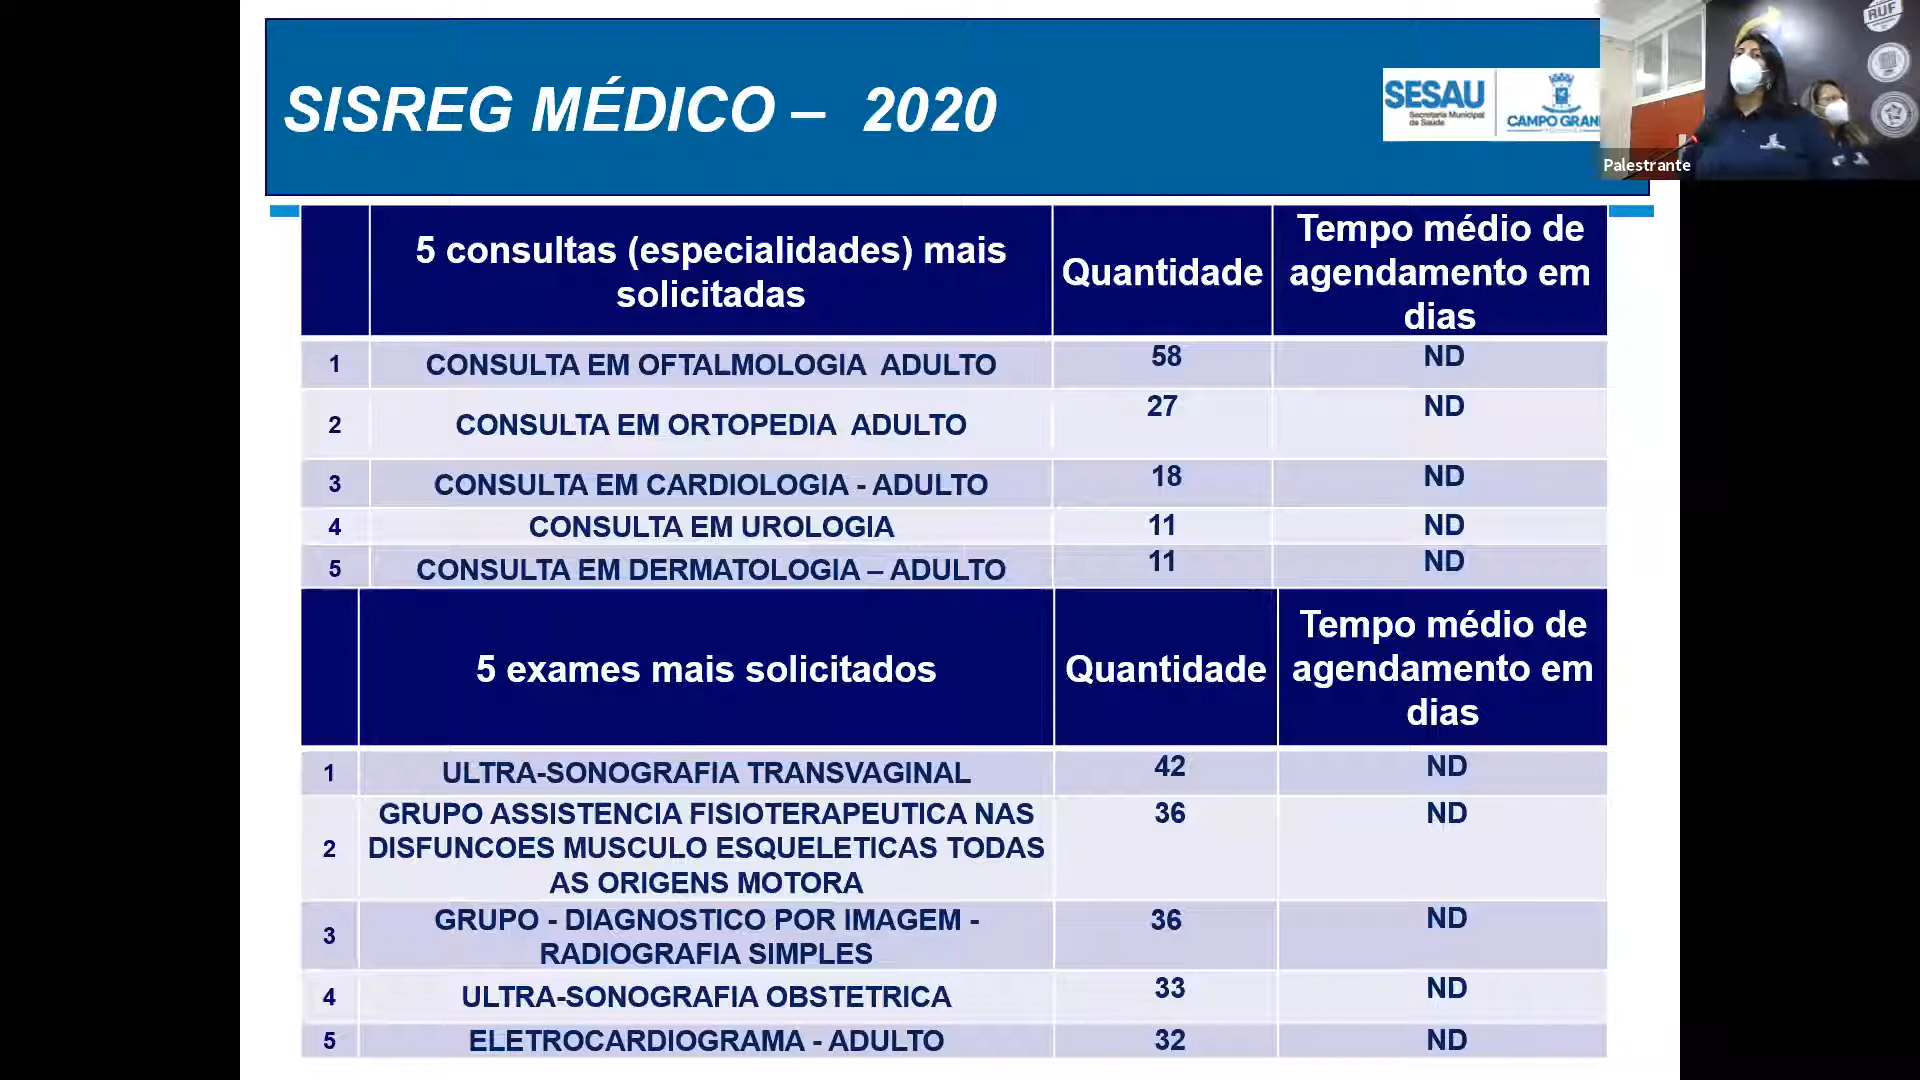 SISREG MÉDICO – 2020
SESAU
Secretaria Municipal
da Saúde
CAMPO GRAN
RUF
Palestrante
5 consultas (especialidades) mais
solicitadas
Quantidade
Tempo médio de
agendamento em
dias
1 CONSULTA EM OFTALMOLOGIA ADULTO 58 ND
2 CONSULTA EM ORTOPEDIA ADULTO 27 ND
3 CONSULTA EM CARDIOLOGIA - ADULTO 18 ND
4 CONSULTA EM UROLOGIA 11 ND
5 CONSULTA EM DERMATOLOGIA – ADULTO 11 ND
5 exames mais solicitados
Quantidade
Tempo médio de
agendamento em
dias
1 ULTRA-SONOGRAFIA TRANSVAGINAL 42 ND
2 GRUPO ASSISTENCIA FISIOTERAPEUTICA NAS
DISFUNCOES MUSCULO ESQUELETICAS TODAS
AS ORIGENS MOTORA
36 ND
3 GRUPO - DIAGNOSTICO POR IMAGEM -
RADIOGRAFIA SIMPLES
36 ND
4 ULTRA-SONOGRAFIA OBSTETRICA 33 ND
5 ELETROCARDIOGRAMA - ADULTO 32 ND